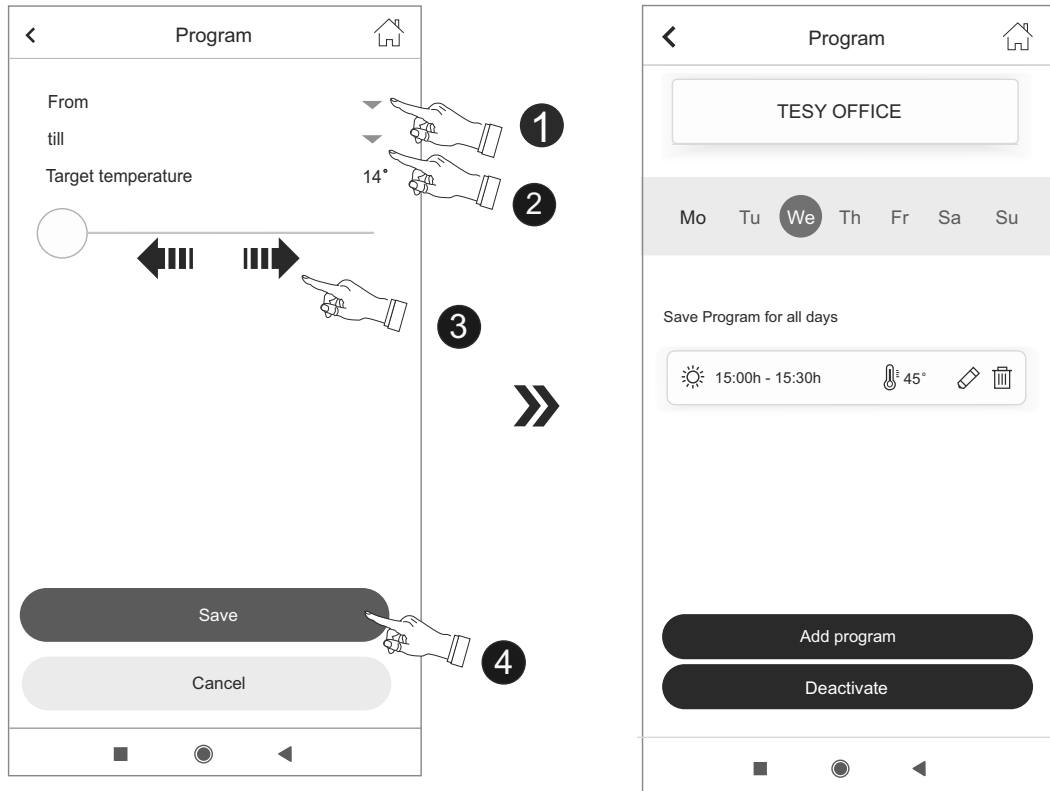 Program
From
1
till
Target temperature 14°
2
3
Save
4
Cancel
Program
TESY OFFICE
Mo Tu We Th Fr Sa Su
Save Program for all days
15:00h - 15:30h 45°
Add program
Deactivate